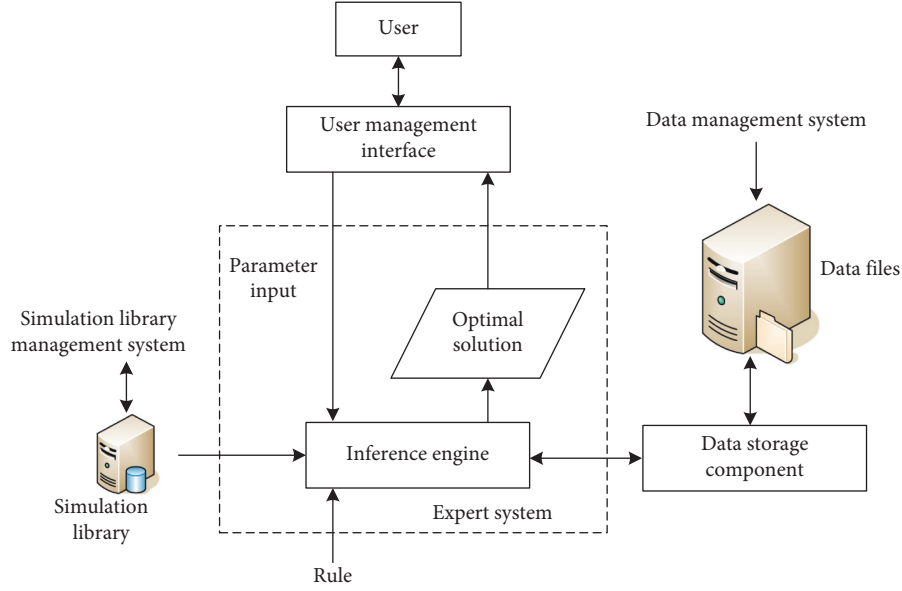 User
User management
interface
Data management system
Parameter
input
Data files
Optimal
solution
Simulation library
management system
Inference engine
Data storage
component
Simulation
library
Expert system
Rule